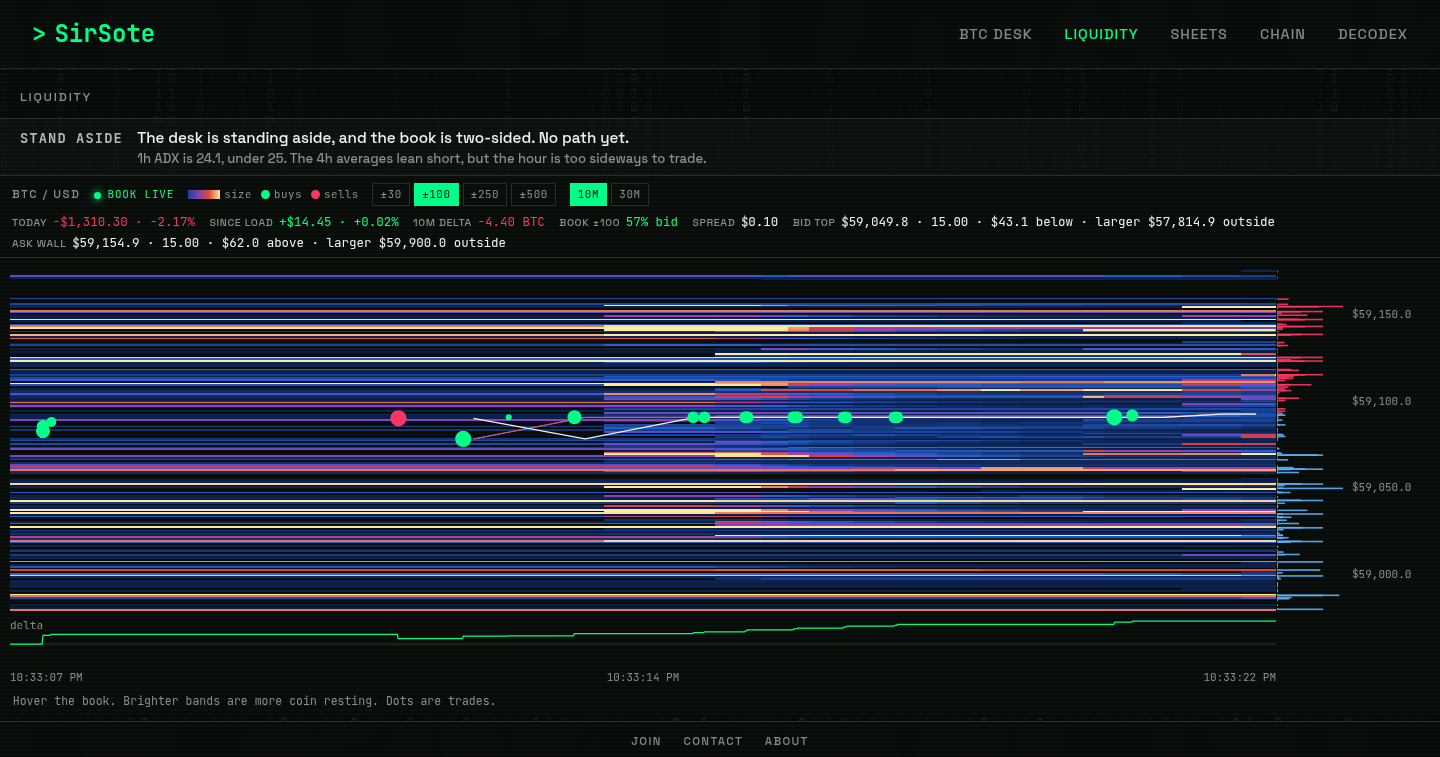 > SirSote
BTC DESK LIQUIDITY SHEETS CHAIN DECODEX
LIQUIDITY
STAND ASIDE The desk is standing aside, and the book is two-sided. No path yet.
1h ADX is 24.1, under 25. The 4h averages lean short, but the hour is too sideways to trade.
BTC / USD BOOK LIVE size buys sells ±30 ±100 ±250 ±500 10M 30M
TODAY -$1,310.30 · -2.17% SINCE LOAD +$14.45 · +0.02% 10M DELTA -4.40 BTC BOOK ±100 57% bid SPREAD $0.10 BID TOP $59,049.8 · 15.00 · $43.1 below · larger $57,814.9 outside
ASK WALL $59,154.9 · 15.00 · $62.0 above · larger $59,900.0 outside
$59,150.0
$59,100.0
$59,050.0
$59,000.0
delta
10:33:07 PM 10:33:14 PM 10:33:22 PM
Hover the book. Brighter bands are more coin resting. Dots are trades.
JOIN CONTACT ABOUT